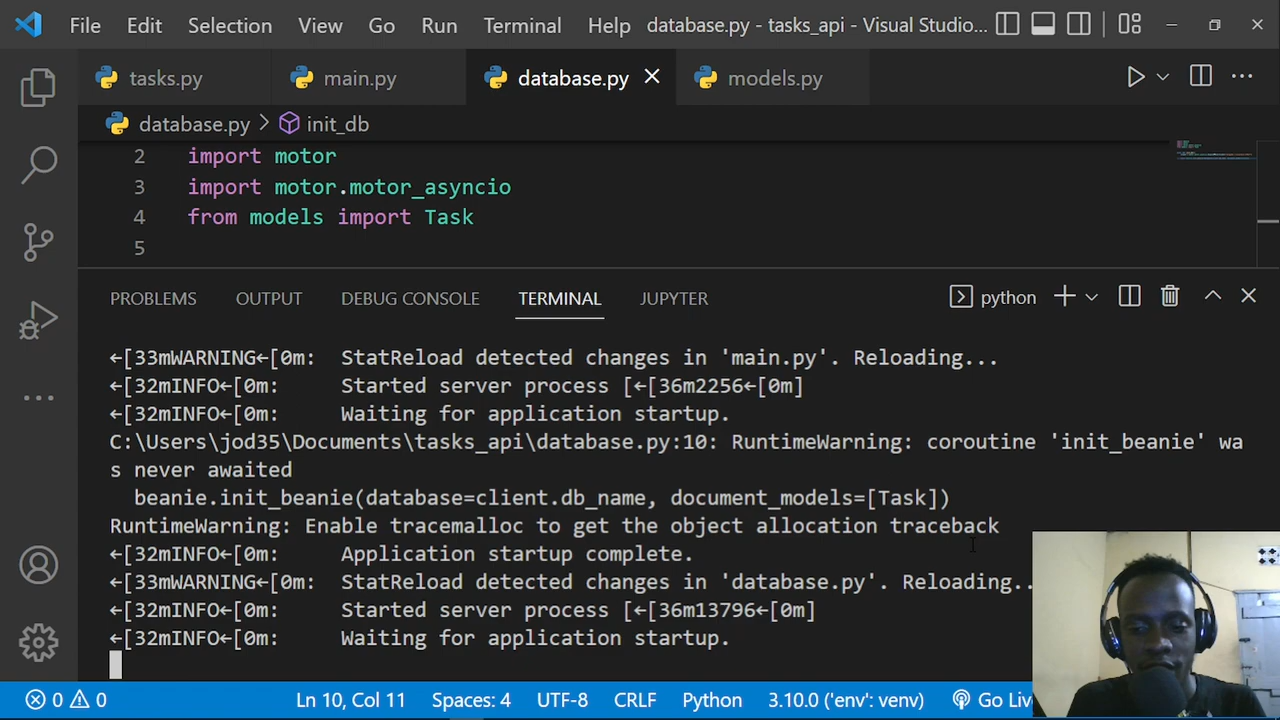 File Edit Selection View Go Run Terminal Help database.py - tasks_api - Visual Studio...
tasks.py main.py database.py models.py
database.py > init_db
2 import motor
3 import motor.motor_asyncio
4 from models import Task
5
PROBLEMS OUTPUT DEBUG CONSOLE TERMINAL JUPYTER python
←[33mWARNING←[0m: StatReload detected changes in 'main.py'. Reloading...
←[32mINFO←[0m: Started server process [←[36m2256←[0m]
←[32mINFO←[0m: Waiting for application startup.
C:\Users\jod35\Documents\tasks_api\database.py:10: RuntimeWarning: coroutine 'init_beanie' wa
s never awaited
beanie.init_beanie(database=client.db_name, document_models=[Task])
RuntimeWarning: Enable tracemalloc to get the object allocation traceback
←[32mINFO←[0m: Application startup complete.
←[33mWARNING←[0m: StatReload detected changes in 'database.py'. Reloading..
←[32mINFO←[0m: Started server process [←[36m13796←[0m]
←[32mINFO←[0m: Waiting for application startup.
0 0 Ln 10, Col 11 Spaces: 4 UTF-8 CRLF Python 3.10.0 ('env': venv) Go Liv